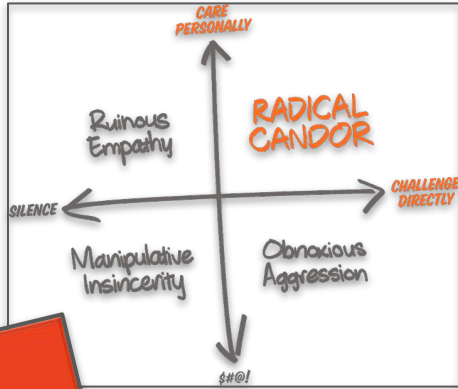 CARE
PERSONALLY
Ruinous
Empathy
RADICAL
CANDOR
SILENCE
CHALLENGE
DIRECTLY
Manipulative
Insincerity
Obnoxious
Aggression
$#@!